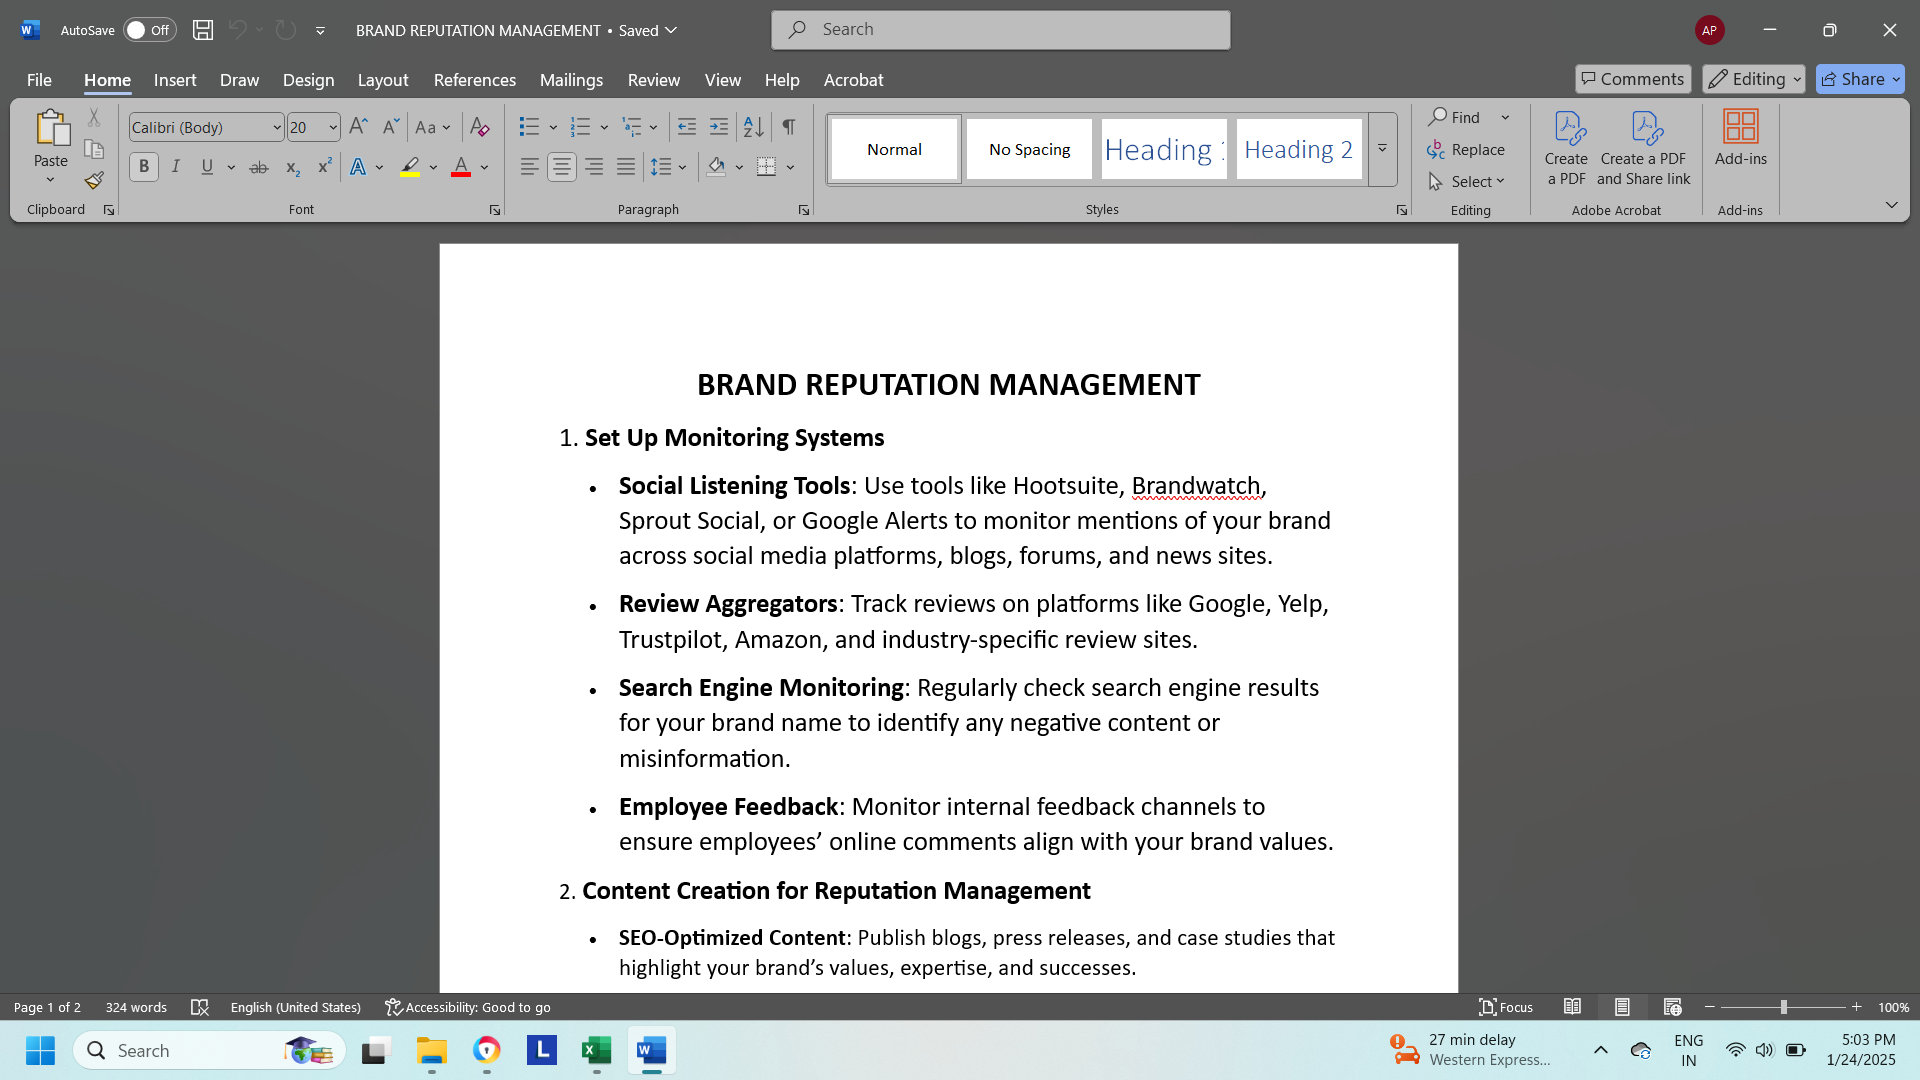 AutoSave Off BRAND REPUTATION MANAGEMENT • Saved Search AP
File Home Insert Draw Design Layout References Mailings Review View Help Acrobat Comments Editing Share
Paste
Calibri (Body) 20 Aa
Normal No Spacing Heading 1 Heading 2
Find
Replace
Select
Create a PDF
Create a PDF and Share link
Add-ins
Clipboard Font Paragraph Styles Editing Adobe Acrobat Add-ins
BRAND REPUTATION MANAGEMENT
1. Set Up Monitoring Systems
• Social Listening Tools: Use tools like Hootsuite, Brandwatch,
Sprout Social, or Google Alerts to monitor mentions of your brand
across social media platforms, blogs, forums, and news sites.
• Review Aggregators: Track reviews on platforms like Google, Yelp,
Trustpilot, Amazon, and industry-specific review sites.
• Search Engine Monitoring: Regularly check search engine results
for your brand name to identify any negative content or
misinformation.
• Employee Feedback: Monitor internal feedback channels to
ensure employees’ online comments align with your brand values.
2. Content Creation for Reputation Management
• SEO-Optimized Content: Publish blogs, press releases, and case studies that
highlight your brand’s values, expertise, and successes.
Page 1 of 2 324 words English (United States) Accessibility: Good to go Focus 100%
Search
27 min delay
Western Express...
ENG
IN
5:03 PM
1/24/2025